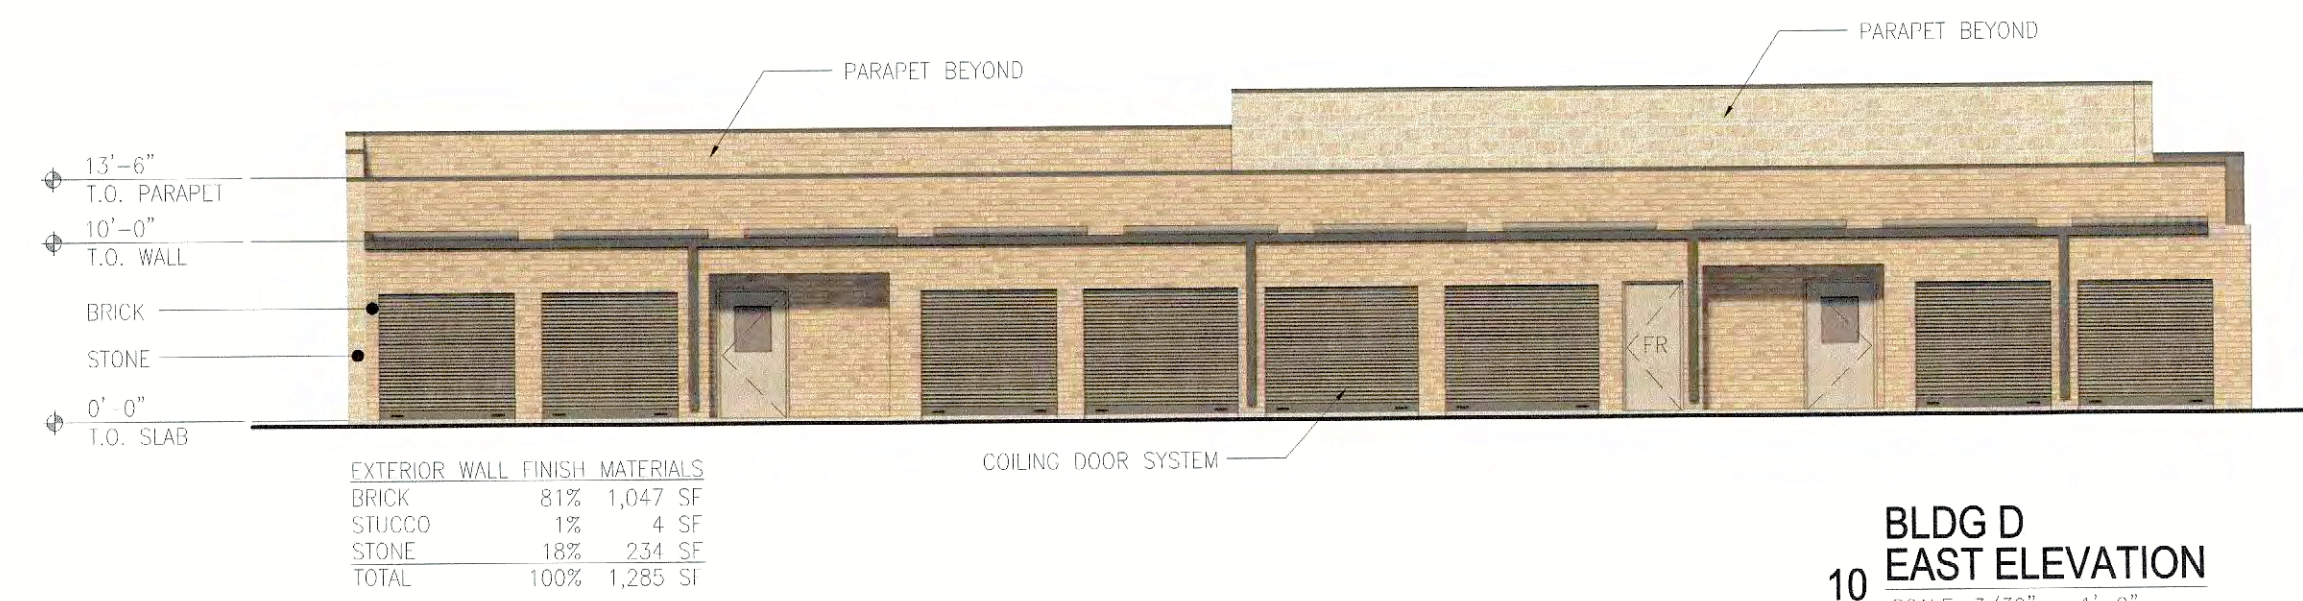 PARAPET BEYOND
PARAPET BEYOND
13'-6"
T.O. PARAPET
10'-0"
T.O. WALL
BRICK
STONE
FR
0'-0"
T.O. SLAB
COILING DOOR SYSTEM
EXTERIOR WALL FINISH MATERIALS
BRICK 81% 1,047 SF
STUCCO 1% 4 SF
STONE 18% 234 SF
TOTAL 100% 1,285 SF
BLDG D
10 EAST ELEVATION